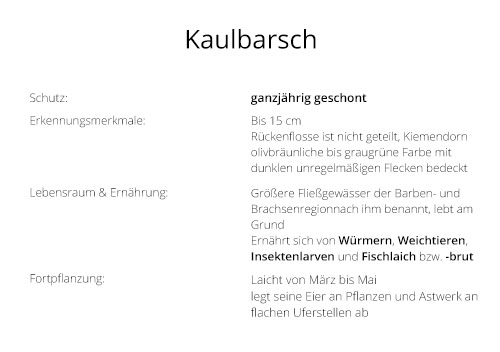 Kaulbarsch
Schutz: ganzjährig geschont
Erkennungsmerkmale: Bis 15 cm
Rückenflosse ist nicht geteilt, Kiemendorn
olivbräunliche bis graugrüne Farbe mit
dunklen unregelmäßigen Flecken bedeckt
Lebensraum & Ernährung: Größere Fließgewässer der Barben- und
Brachsenregionnach ihm benannt, lebt am
Grund
Ernährt sich von Würmern, Weichtieren,
Insektenlarven und Fischlaich bzw. -brut
Fortpflanzung: Laicht von März bis Mai
legt seine Eier an Pflanzen und Astwerk an
flachen Uferstellen ab